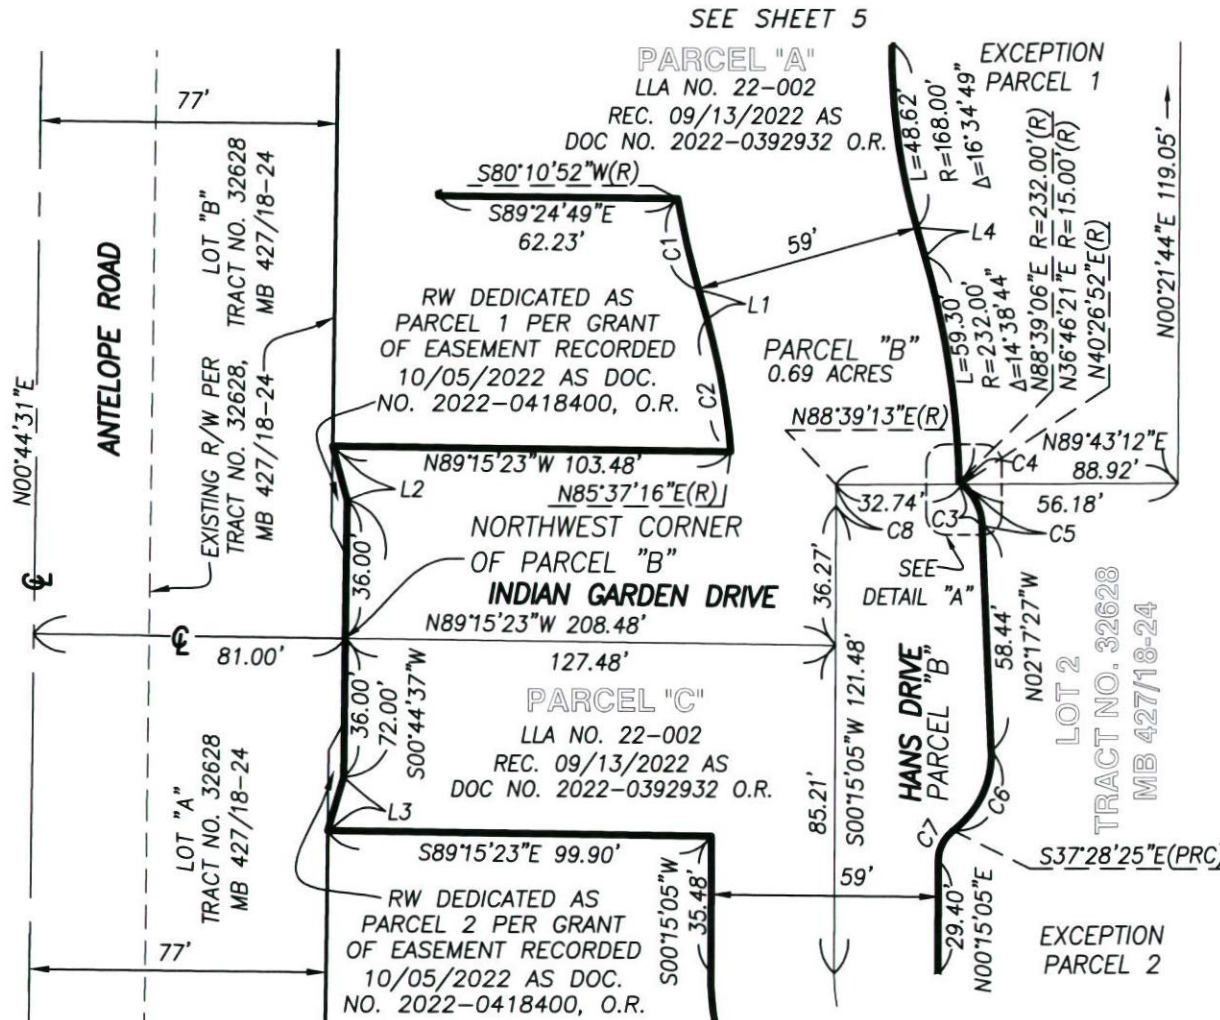 SEE SHEET 5
PARCEL "A"
LLA NO. 22-002
REC. 09/13/2022 AS
DOC NO. 2022-0392932 O.R.
EXCEPTION
PARCEL 1
77'
L=48.62'
R=168.00'
Δ=16°34'49"
N88°39'06"E R=232.00'(R)
N36°46'21"E R=15.00'(R)
N40°26'52"E(R)
N00°21'44"E 119.05'
LOT "B"
TRACT NO. 32628
MB 427/18-24
S80°10'52"W(R)
S89°24'49"E
62.23'
C1
59'
L4
L1
ANTELOPE ROAD
N00°44'31"E
EXISTING R/W PER
TRACT NO. 32628,
MB 427/18-24
RW DEDICATED AS
PARCEL 1 PER GRANT
OF EASEMENT RECORDED
10/05/2022 AS DOC.
NO. 2022-0418400, O.R.
C2
PARCEL "B"
0.69 ACRES
L=59.30'
R=232.00'
Δ=14°38'44"
N88°39'13"E(R)
N89°43'12"E
88.92'
C4
N89°15'23"W 103.48'
L2
N85°37'16"E(R)
32.74'
C8
C3
56.18'
C5
NORTHWEST CORNER
OF PARCEL "B"
36.00'
36.27'
SEE
DETAIL "A"
INDIAN GARDEN DRIVE
N89°15'23"W 208.48'
CL
CL
81.00'
127.48'
58.44'
N02°17'27"W
LOT 2
TRACT NO. 32628
MB 427/18-24
HANS DRIVE
PARCEL "B"
S00°15'05"W 121.48'
85.21'
36.00'
72.00'
S00°44'37"W
PARCEL "C"
LLA NO. 22-002
REC. 09/13/2022 AS
DOC NO. 2022-0392932 O.R.
L3
LOT "A"
TRACT NO. 32628
MB 427/18-24
C6
C7
S37°28'25"E(PRC)
S89°15'23"E 99.90'
S00°15'05"W
35.48'
59'
29.40'
N00°15'05"E
RW DEDICATED AS
PARCEL 2 PER GRANT
OF EASEMENT RECORDED
10/05/2022 AS DOC.
NO. 2022-0418400, O.R.
77'
EXCEPTION
PARCEL 2